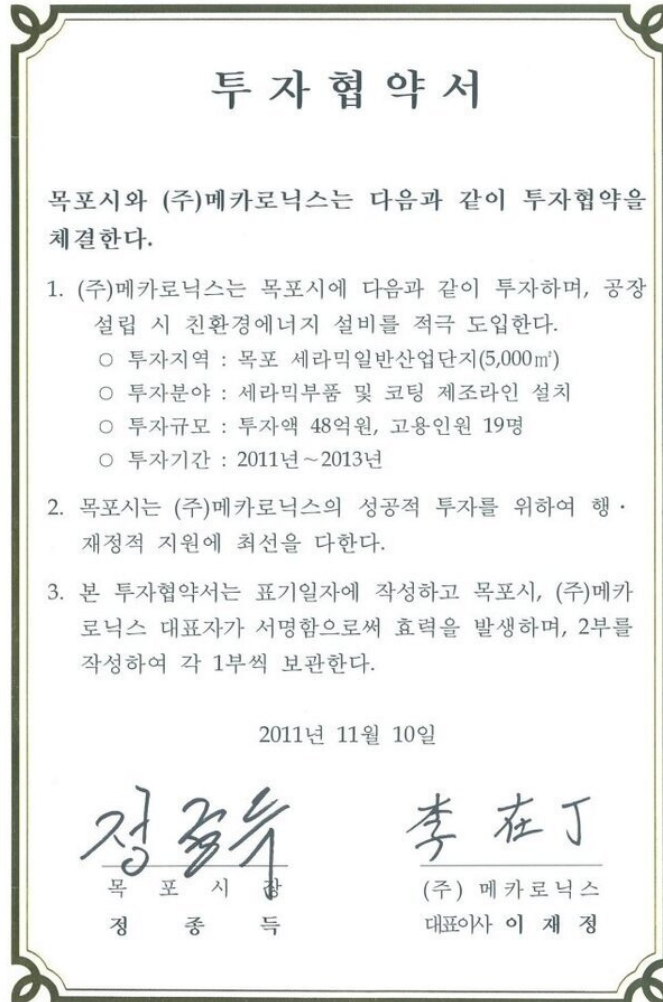 투자협약서
목포시와 (주)메카로닉스는 다음과 같이 투자협약을
체결한다.
1. (주)메카로닉스는 목포시에 다음과 같이 투자하며, 공장
설립 시 친환경에너지 설비를 적극 도입한다.
○ 투자지역 : 목포 세라믹일반산업단지(5,000㎡)
○ 투자분야 : 세라믹부품 및 코팅 제조라인 설치
○ 투자규모 : 투자액 48억원, 고용인원 19명
○ 투자기간 : 2011년~2013년
2. 목포시는 (주)메카로닉스의 성공적 투자를 위하여 행·
재정적 지원에 최선을 다한다.
3. 본 투자협약서는 표기일자에 작성하고 목포시, (주)메카
로닉스 대표자가 서명함으로써 효력을 발생하며, 2부를
작성하여 각 1부씩 보관한다.
2011년 11월 10일
정종득 李在丁
목 포 시 장 (주) 메카로닉스
정 종 득 대표이사 이 재 정